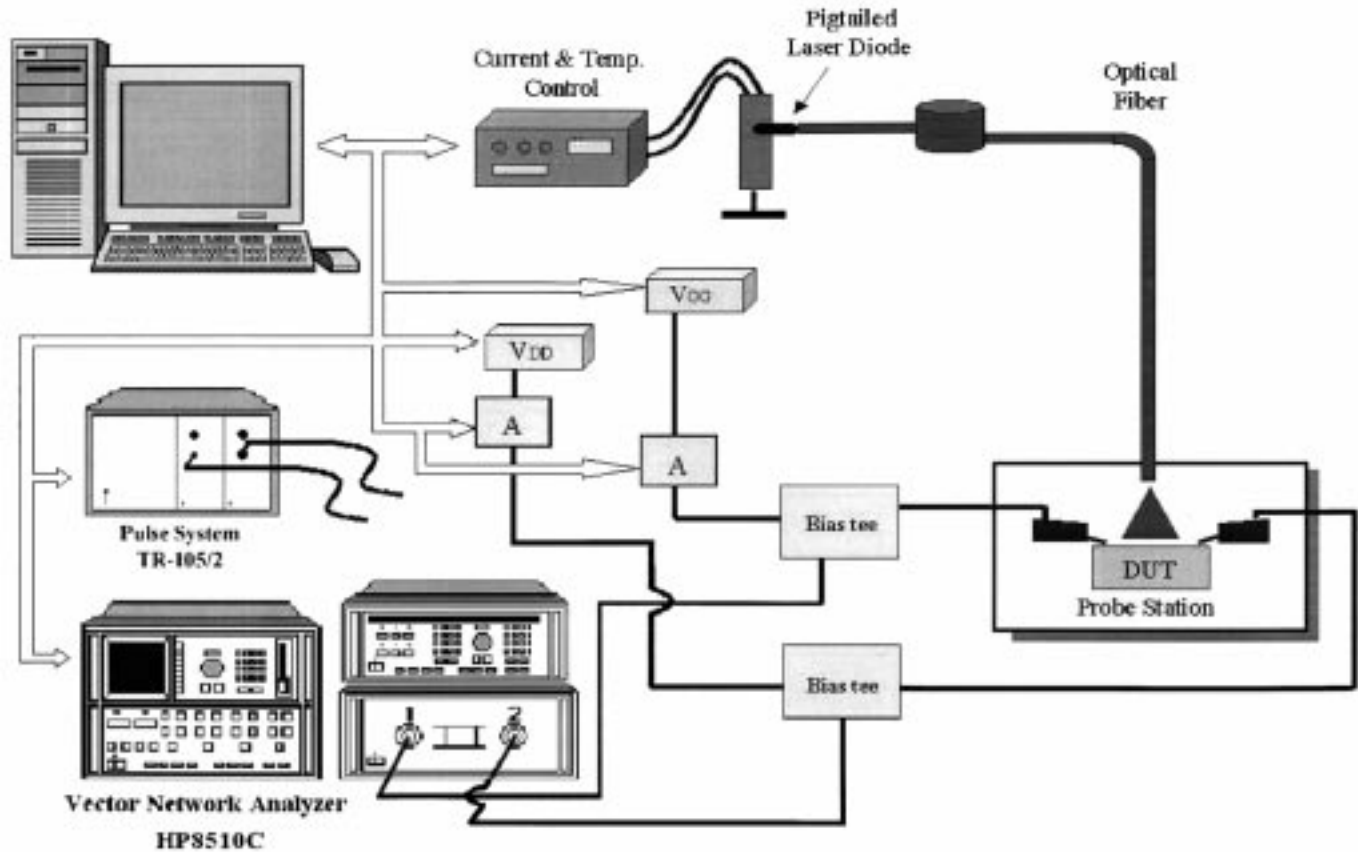 Pigtniled
Laser Diode
Current & Temp.
Control
Optical
Fiber
VGG
VDD
A
A
Pulse System
TR-105/2
Bias tee
DUT
Probe Station
Bias tee
1
2
Vector Network Analyzer
HP8510C